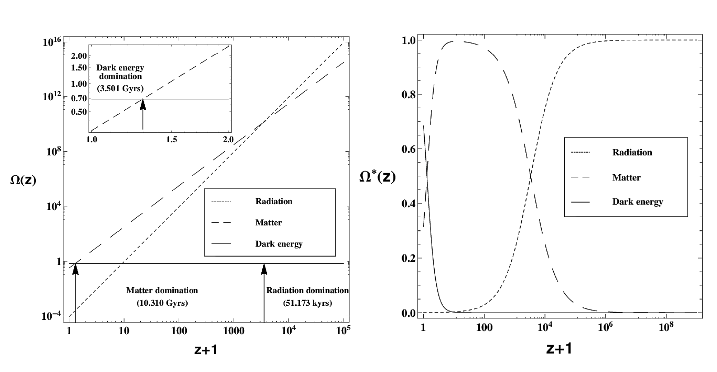 10^16
10^12
10^8
10^4
1
10^-4
Ω(z)
2.00
1.50
1.00
0.70
0.50
Dark energy
domination
(3.501 Gyrs)
1.0
1.5
2.0
Radiation
Matter
Dark energy
Matter domination
(10.310 Gyrs)
Radiation domination
(51.173 kyrs)
1
10
100
1000
10^4
10^5
z+1
1.0
0.8
0.6
0.4
0.2
0.0
Ω*(z)
Radiation
Matter
Dark energy
1
100
10^4
10^6
10^8
z+1